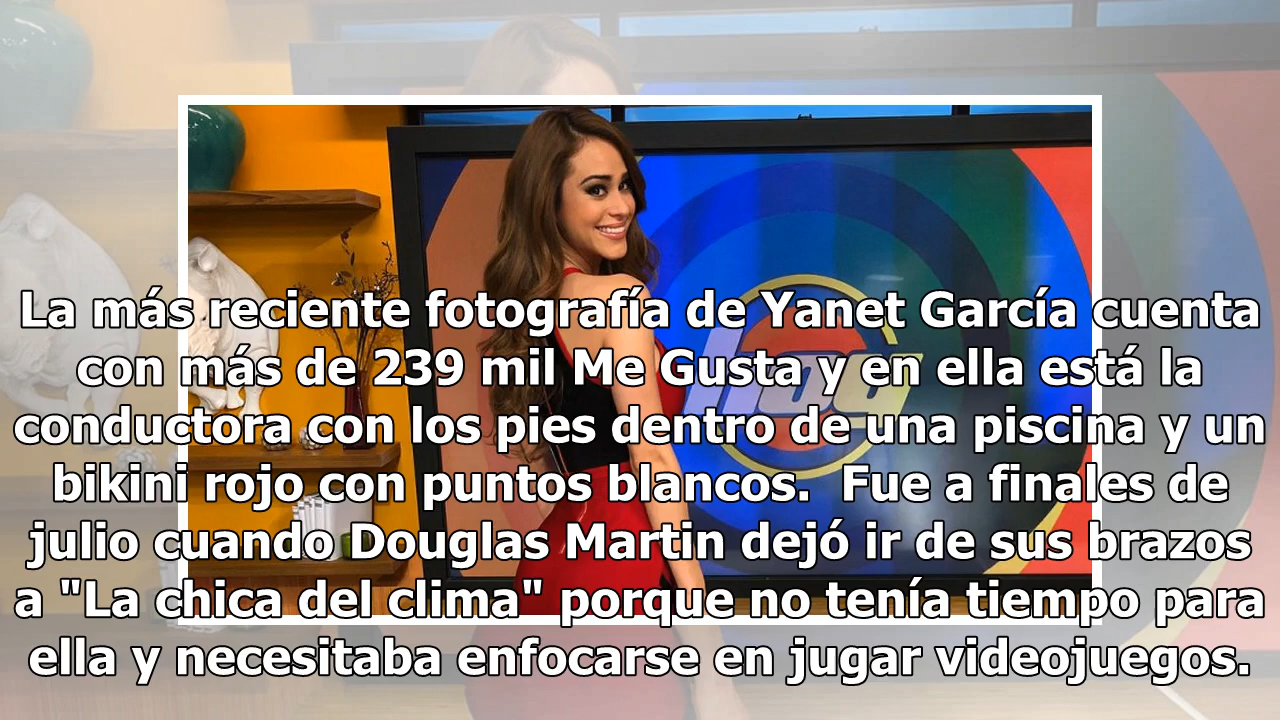 La más reciente fotografía de Yanet García cuenta
con más de 239 mil Me Gusta y en ella está la
conductora con los pies dentro de una piscina y un
bikini rojo con puntos blancos.  Fue a finales de
julio cuando Douglas Martin dejó ir de sus brazos
a "La chica del clima" porque no tenía tiempo para
ella y necesitaba enfocarse en jugar videojuegos.
hoy